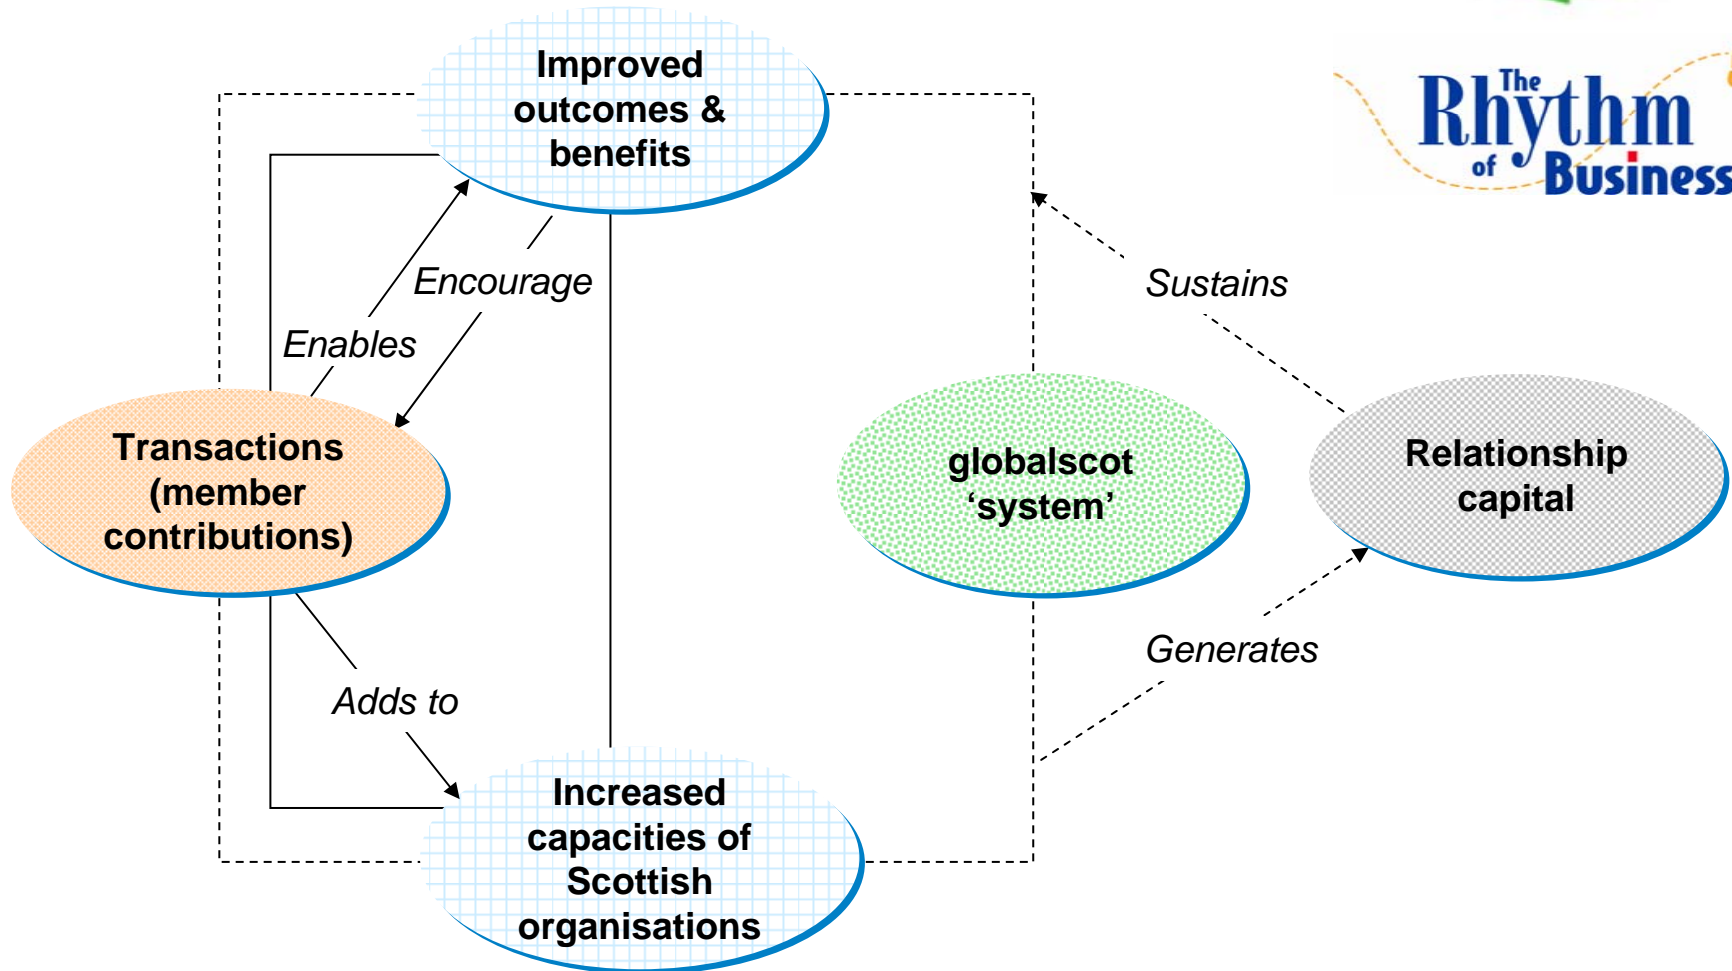 Improved
outcomes &
benefits
The
Rhythm
of Business
Encourage
Sustains
Enables
Transactions
(member
contributions)
globalscot
‘system’
Relationship
capital
Generates
Adds to
Increased
capacities of
Scottish
organisations